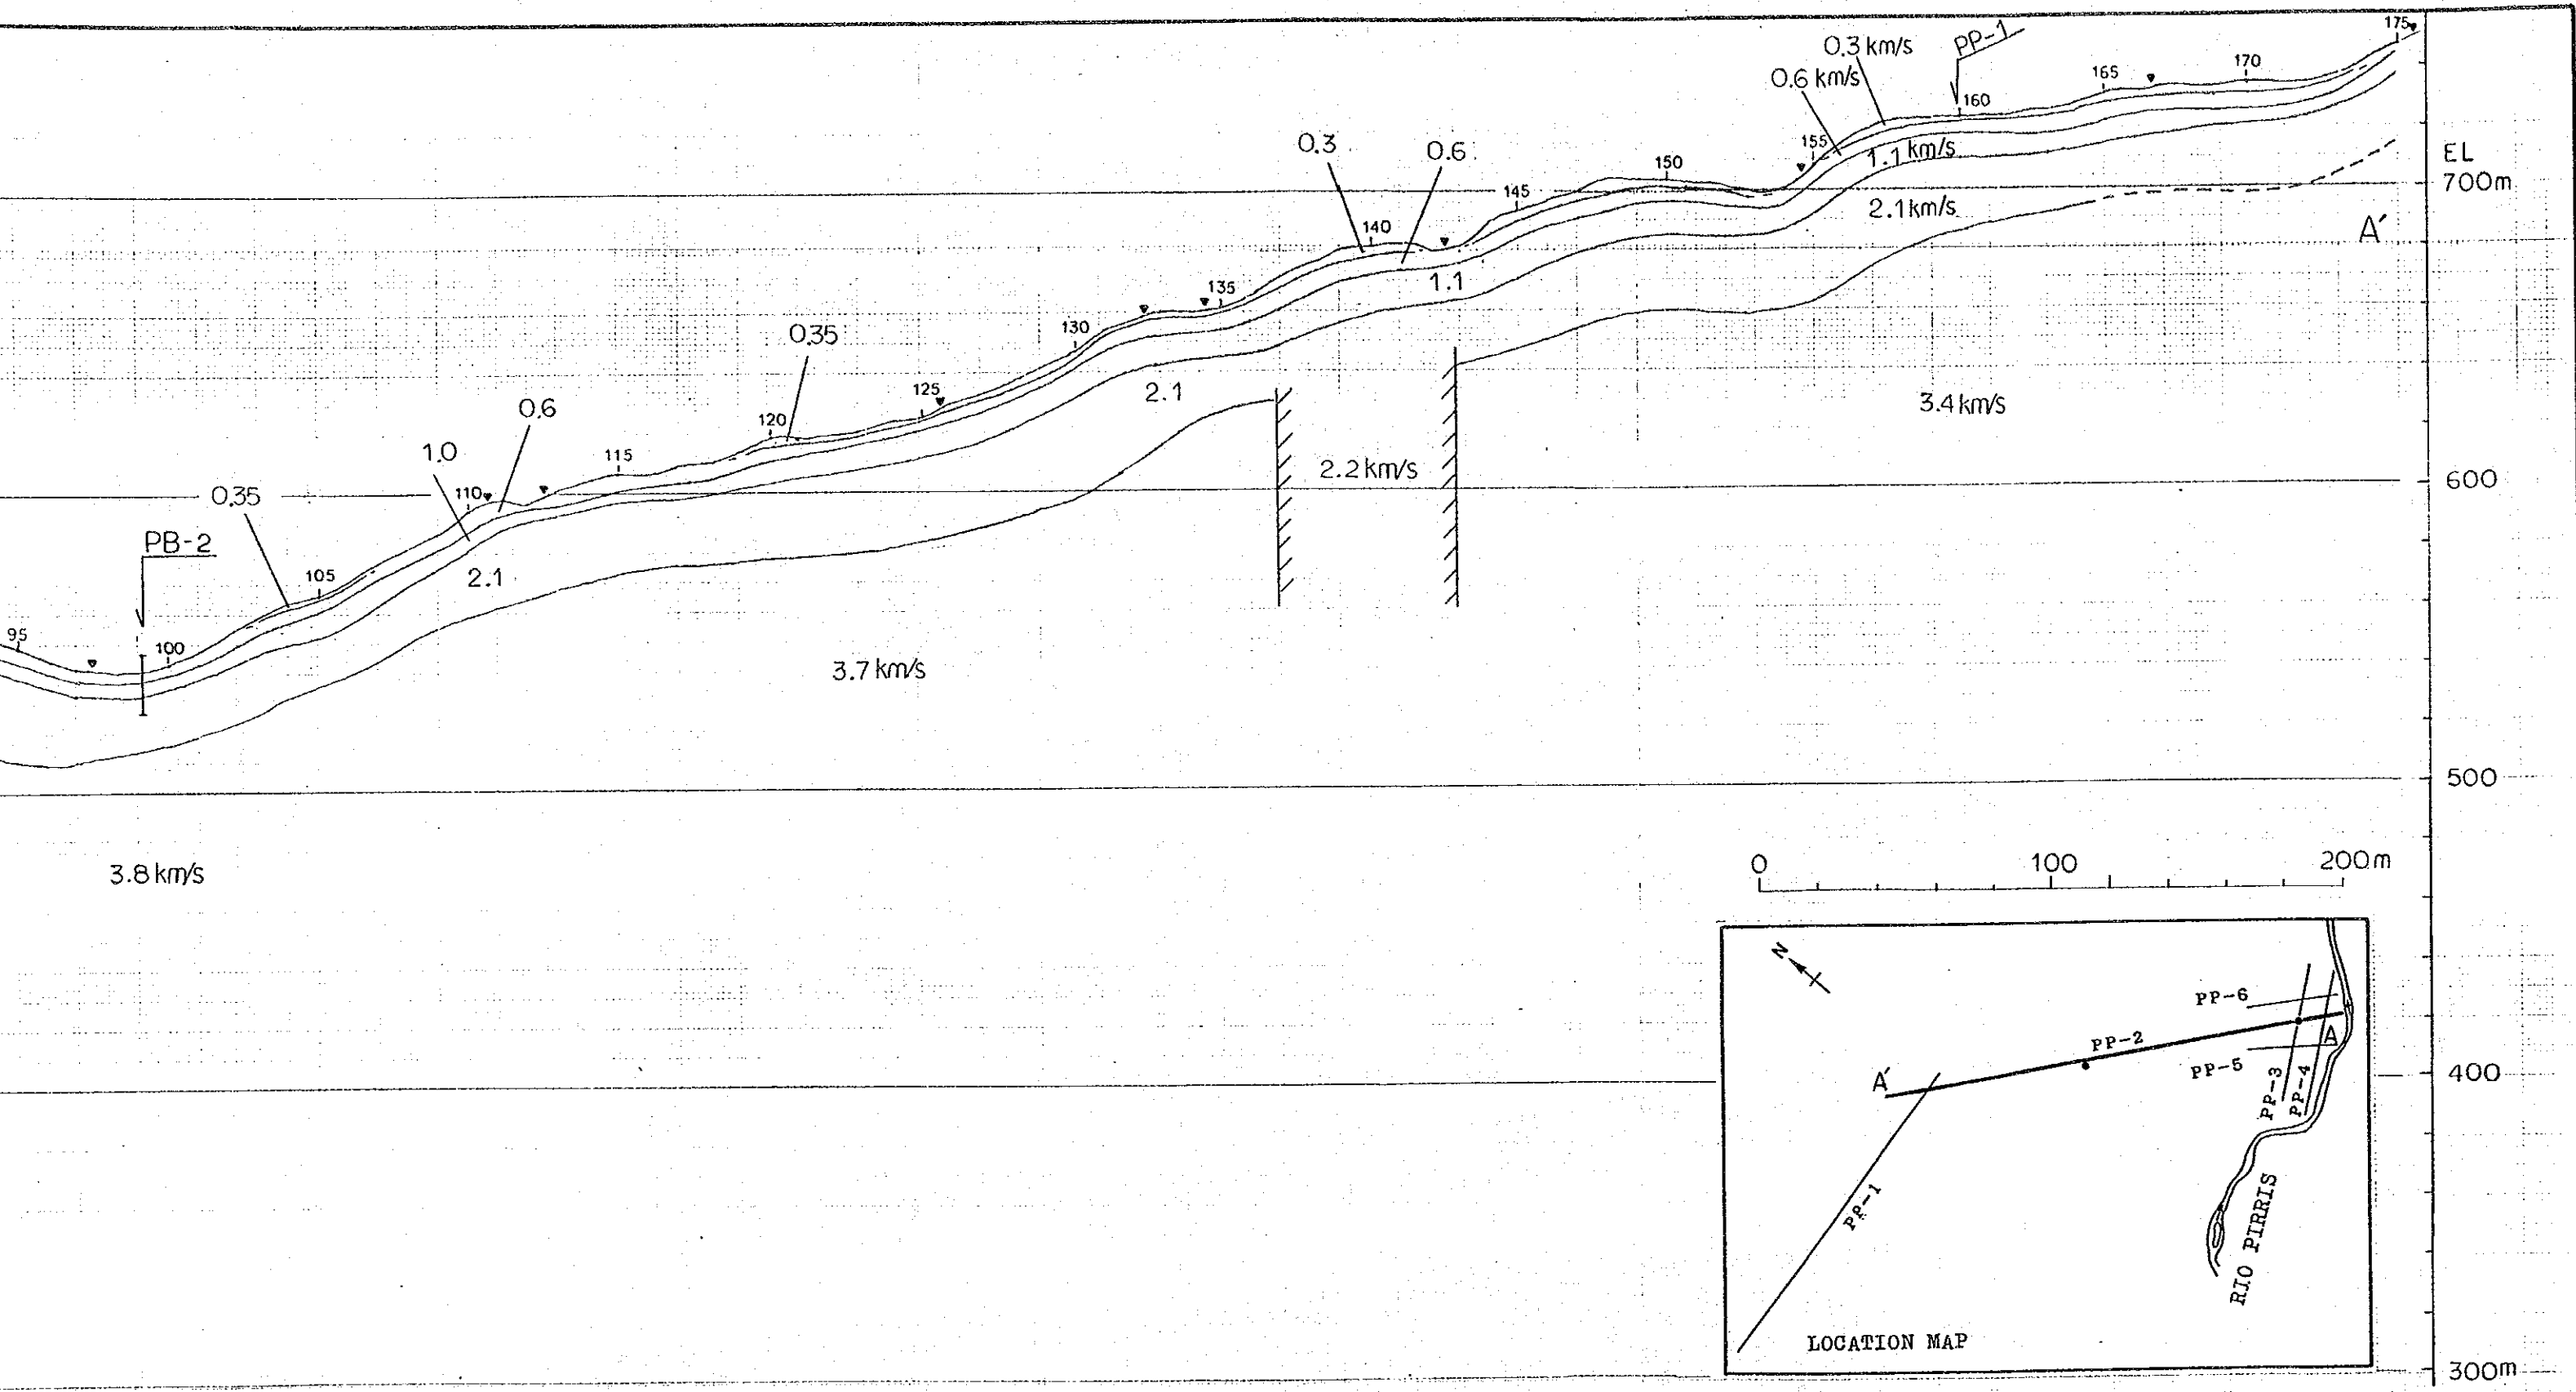 175
0.3 km/s
PP-1
0.6 km/s
165
170
160
155
1.1 km/s
EL
700m
0.3
0.6
150
145
2.1 km/s
A′
140
1.1
135
130
0.35
125
2.1
3.4 km/s
0.6
120
1.0
115
2.2 km/s
600
0.35
110
PB-2
105
2.1
95
100
3.7 km/s
500
3.8 km/s
0
100
200m
N
PP-6
PP-2
A
PP-5
A′
PP-3
PP-4
400
PP-1
RIO PIRRIS
LOCATION MAP
300m